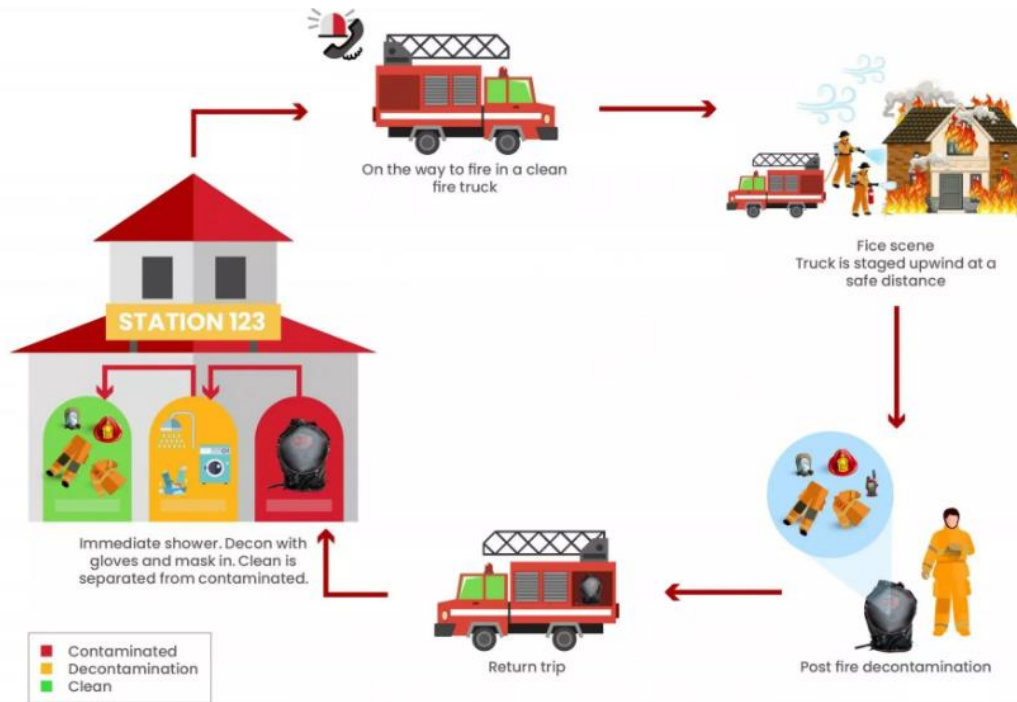 On the way to fire in a clean
fire truck
Fice scene
Truck is staged upwind at a
safe distance
STATION 123
Immediate shower. Decon with
gloves and mask in. Clean is
separated from contaminated.
Return trip
Post fire decontamination
Contaminated
Decontamination
Clean